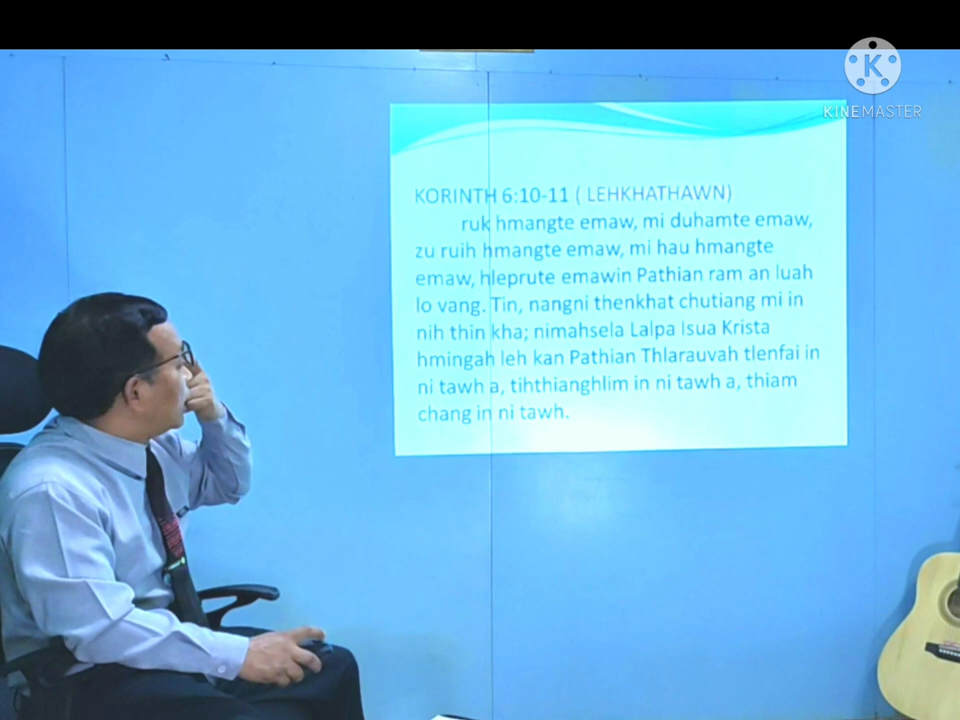 K
KINEMASTER
KORINTH 6:10-11 ( LEHKHATHAWN)
ruk hmangte emaw, mi duhamte emaw,
zu ruih hmangte emaw, mi hau hmangte
emaw, hleprute emawin Pathian ram an luah
lo vang. Tin, nangni thenkhat chutiang mi in
nih thin kha; nimahsela Lalpa Isua Krista
hmingah leh kan Pathian Thlarauvah tlenfai in
ni tawh a, tihthianghlim in ni tawh a, thiam
chang in ni tawh.